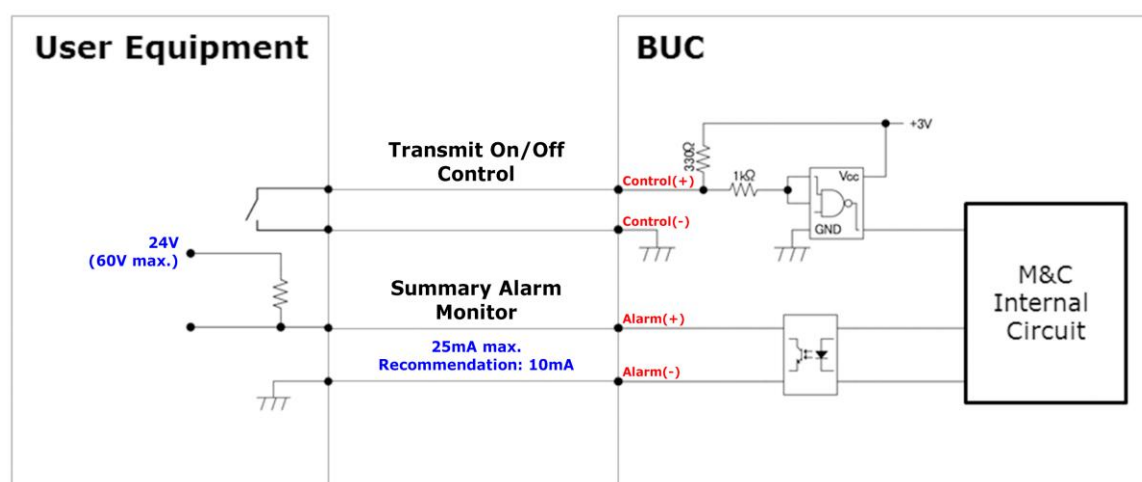 User Equipment
BUC
+3V
330Ω
Transmit On/Off
Control
1kΩ
Vcc
Control(+)
Control(-)
GND
24V
(60V max.)
Summary Alarm
Monitor
M&C
Internal
Circuit
Alarm(+)
25mA max.
Recommendation: 10mA
Alarm(-)